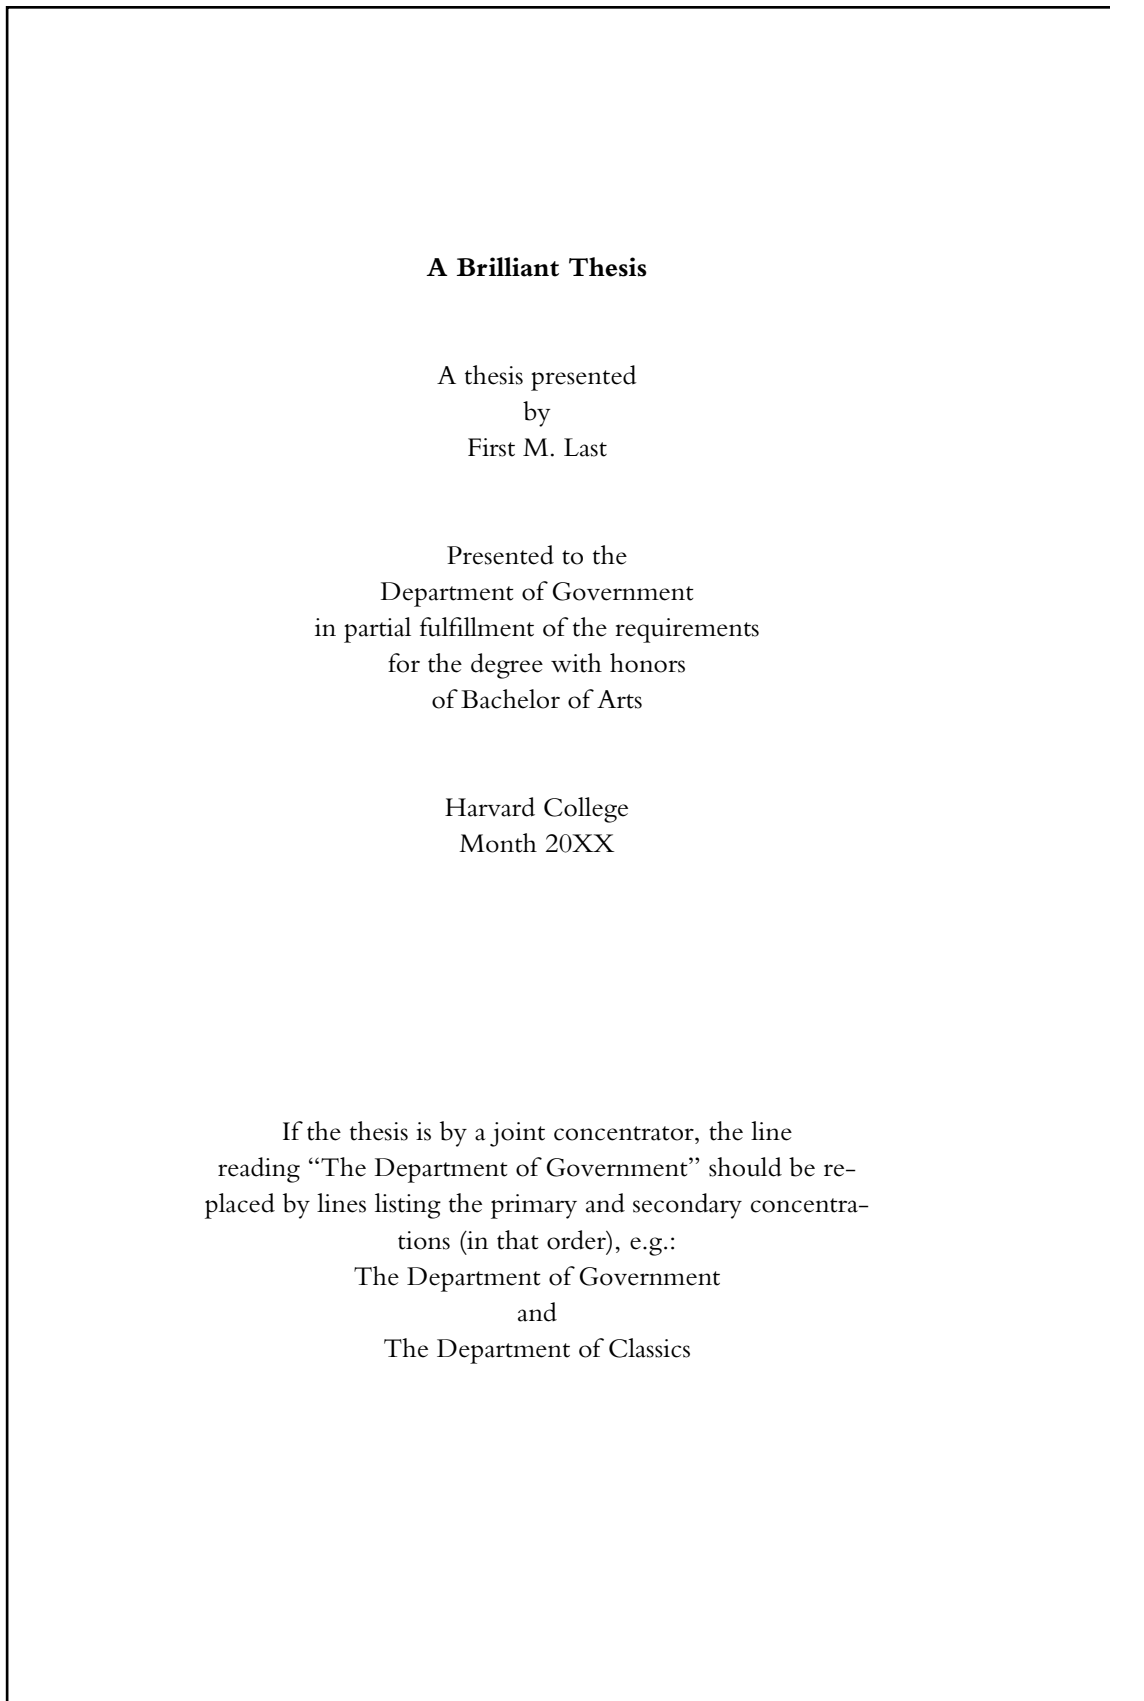 A Brilliant Thesis
A thesis presented
by
First M. Last
Presented to the
Department of Government
in partial fulfillment of the requirements
for the degree with honors
of Bachelor of Arts
Harvard College
Month 20XX
If the thesis is by a joint concentrator, the line
reading “The Department of Government” should be re-
placed by lines listing the primary and secondary concentra-
tions (in that order), e.g.:
The Department of Government
and
The Department of Classics